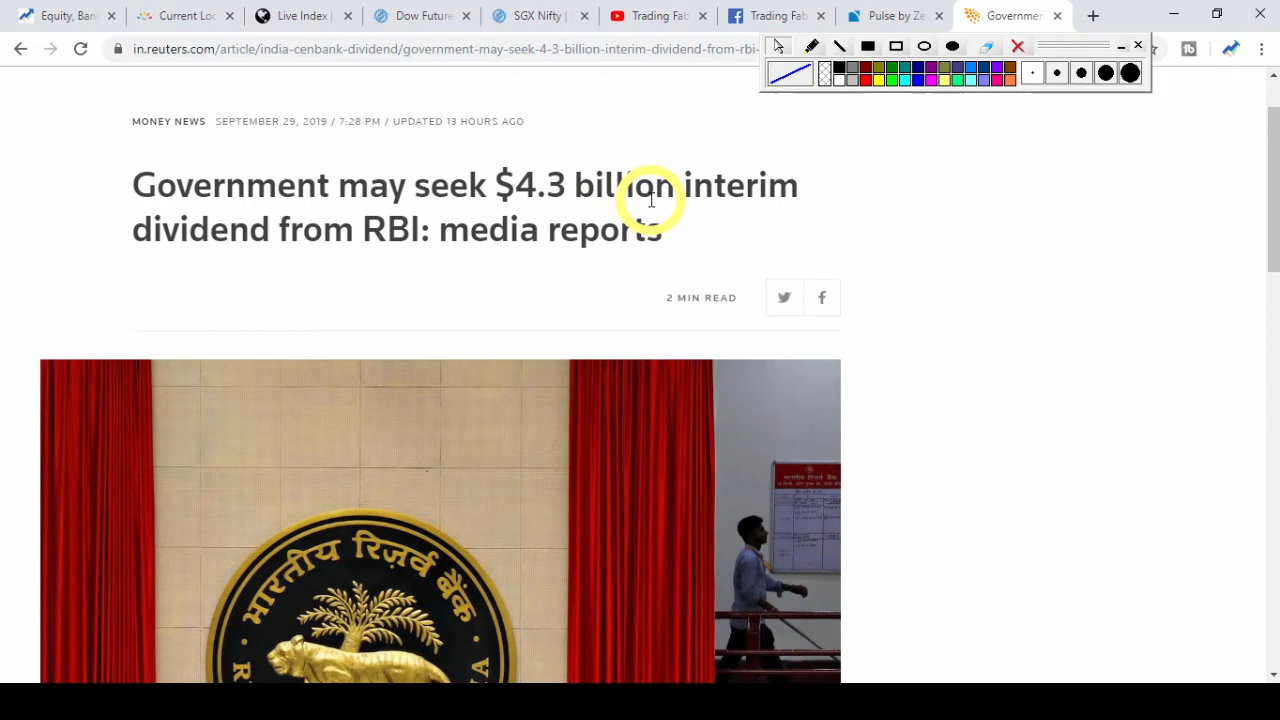 Equity, Ban
Current Loc
Live Index |
Dow Future
SGX Nifty |
Trading Fab
Trading Fab
Pulse by Ze
Governmen
in.reuters.com/article/india-cenbank-dividend/government-may-seek-4-3-billion-interim-dividend-from-rbi-
MONEY NEWS SEPTEMBER 29, 2019 / 7:28 PM / UPDATED 13 HOURS AGO
Government may seek $4.3 billion interim
dividend from RBI: media reports
2 MIN READ
भारतीय रिज़र्व बैंक